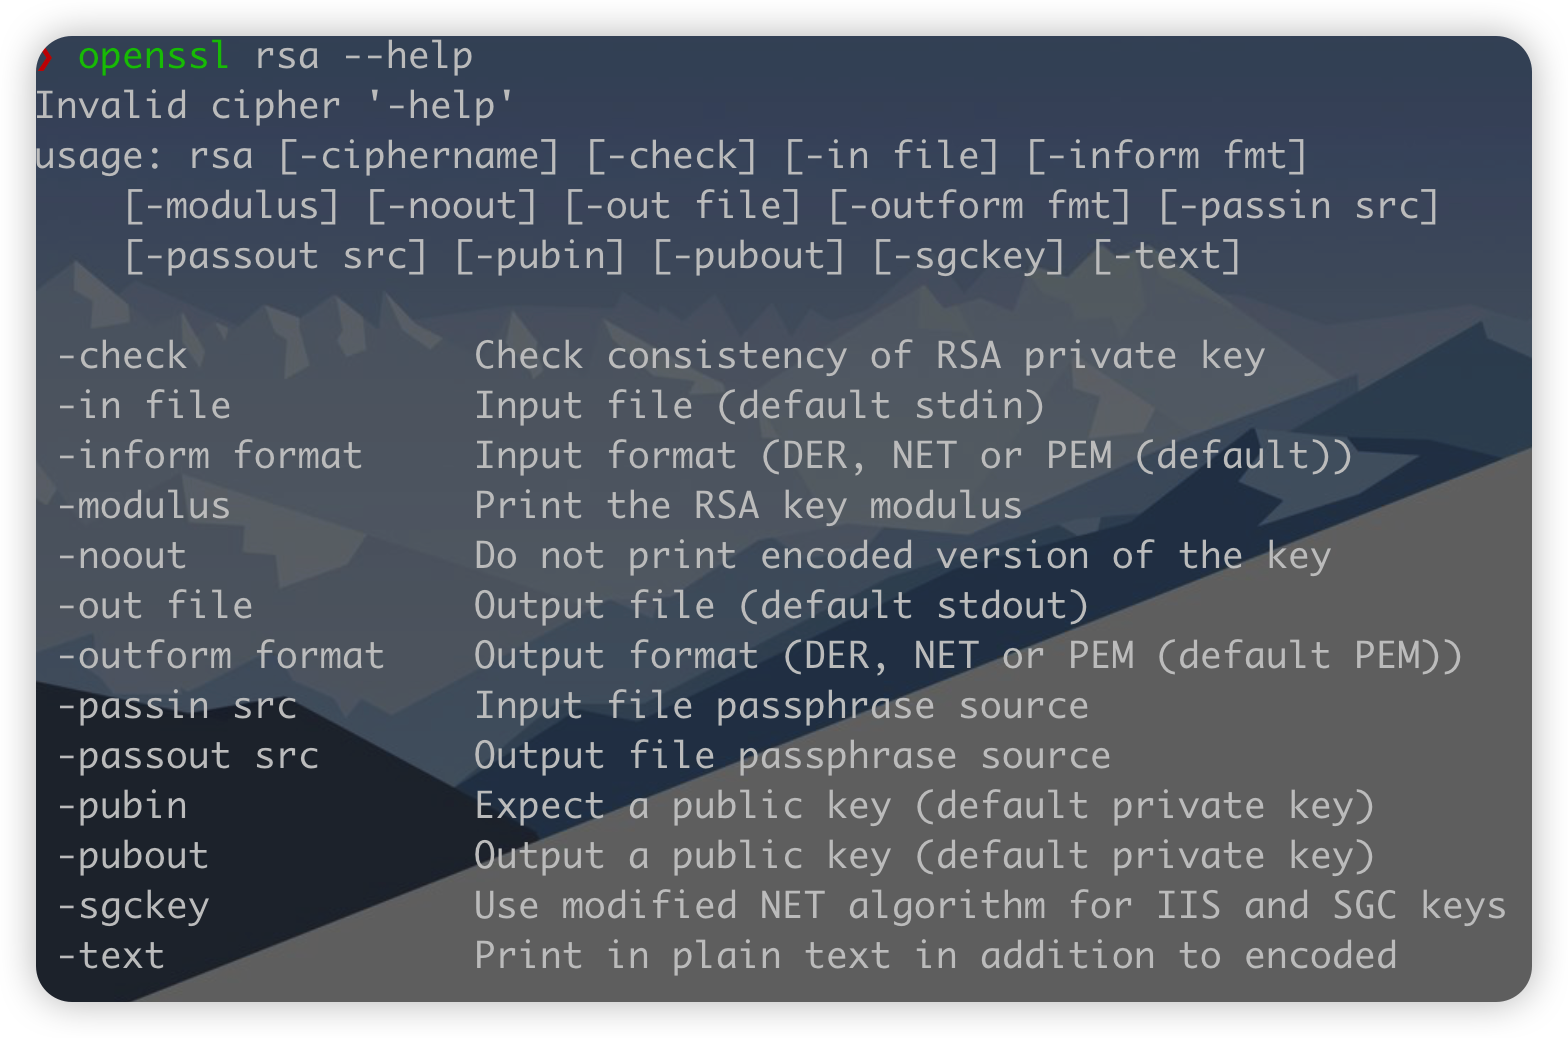 ❯ openssl rsa --help
Invalid cipher '-help'
usage: rsa [-ciphername] [-check] [-in file] [-inform fmt]
    [-modulus] [-noout] [-out file] [-outform fmt] [-passin src]
    [-passout src] [-pubin] [-pubout] [-sgckey] [-text]

 -check             Check consistency of RSA private key
 -in file           Input file (default stdin)
 -inform format     Input format (DER, NET or PEM (default))
 -modulus           Print the RSA key modulus
 -noout             Do not print encoded version of the key
 -out file          Output file (default stdout)
 -outform format    Output format (DER, NET or PEM (default PEM))
 -passin src        Input file passphrase source
 -passout src       Output file passphrase source
 -pubin             Expect a public key (default private key)
 -pubout            Output a public key (default private key)
 -sgckey            Use modified NET algorithm for IIS and SGC keys
 -text              Print in plain text in addition to encoded